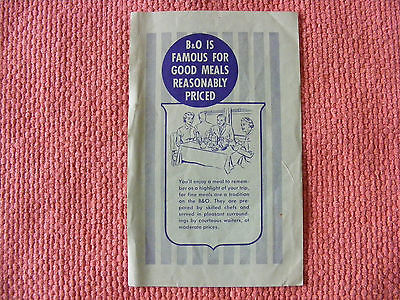 B&O IS
FAMOUS FOR
GOOD MEALS
REASONABLY
PRICED
You'll enjoy a meal to remem-
ber as a highlight of your trip,
for fine meals are a tradition
on the B&O. They are pre-
pared by skilled chefs and
served in pleasant surround-
ings by courteous waiters, at
moderate prices.